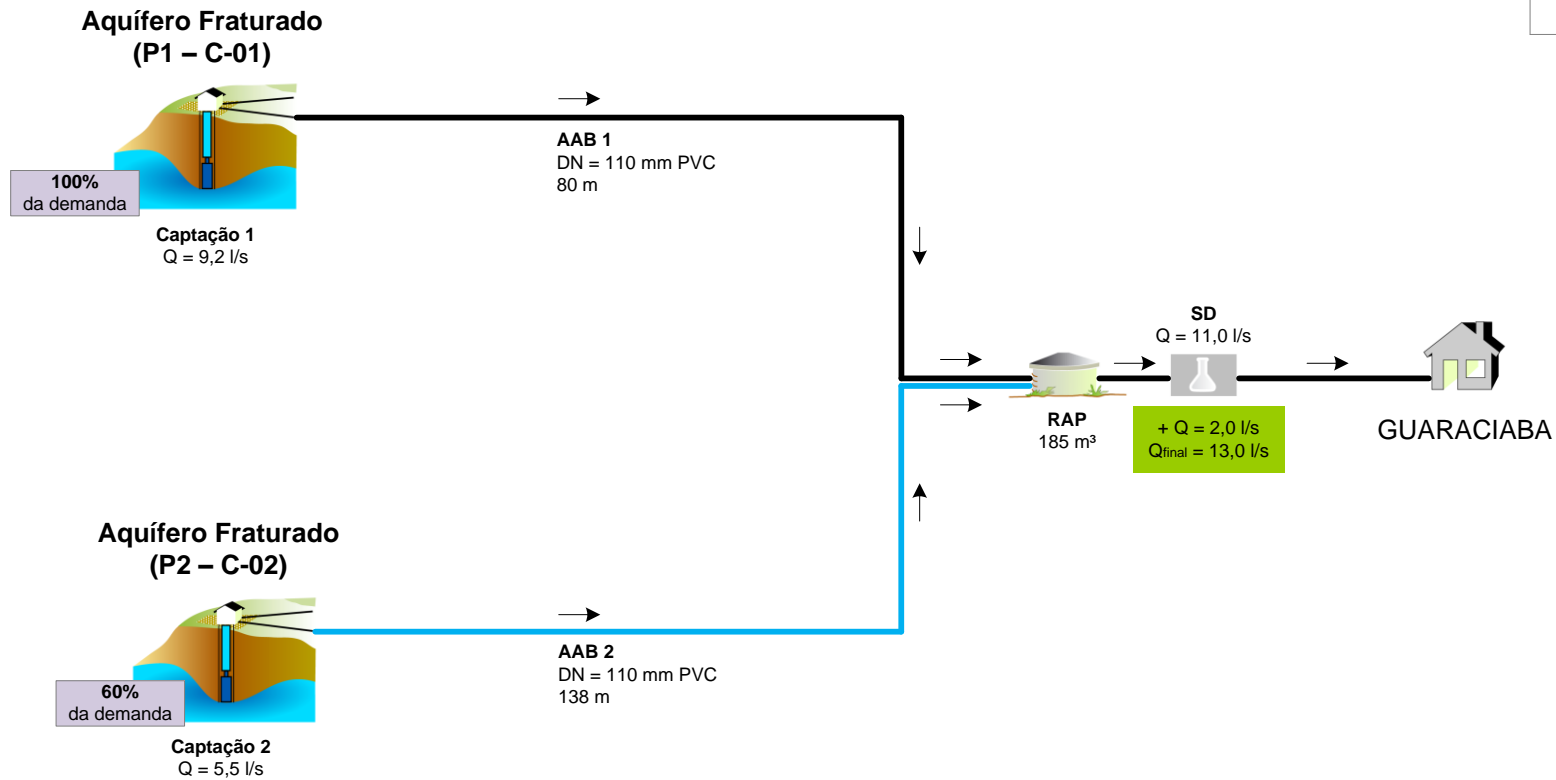 Aquífero Fraturado
(P1 – C-01)
100%
da demanda
Captação 1
Q = 9,2 l/s
AAB 1
DN = 110 mm PVC
80 m
SD
Q = 11,0 l/s
RAP
185 m³
+ Q = 2,0 l/s
Qfinal = 13,0 l/s
GUARACIABA
Aquífero Fraturado
(P2 – C-02)
60%
da demanda
Captação 2
Q = 5,5 l/s
AAB 2
DN = 110 mm PVC
138 m